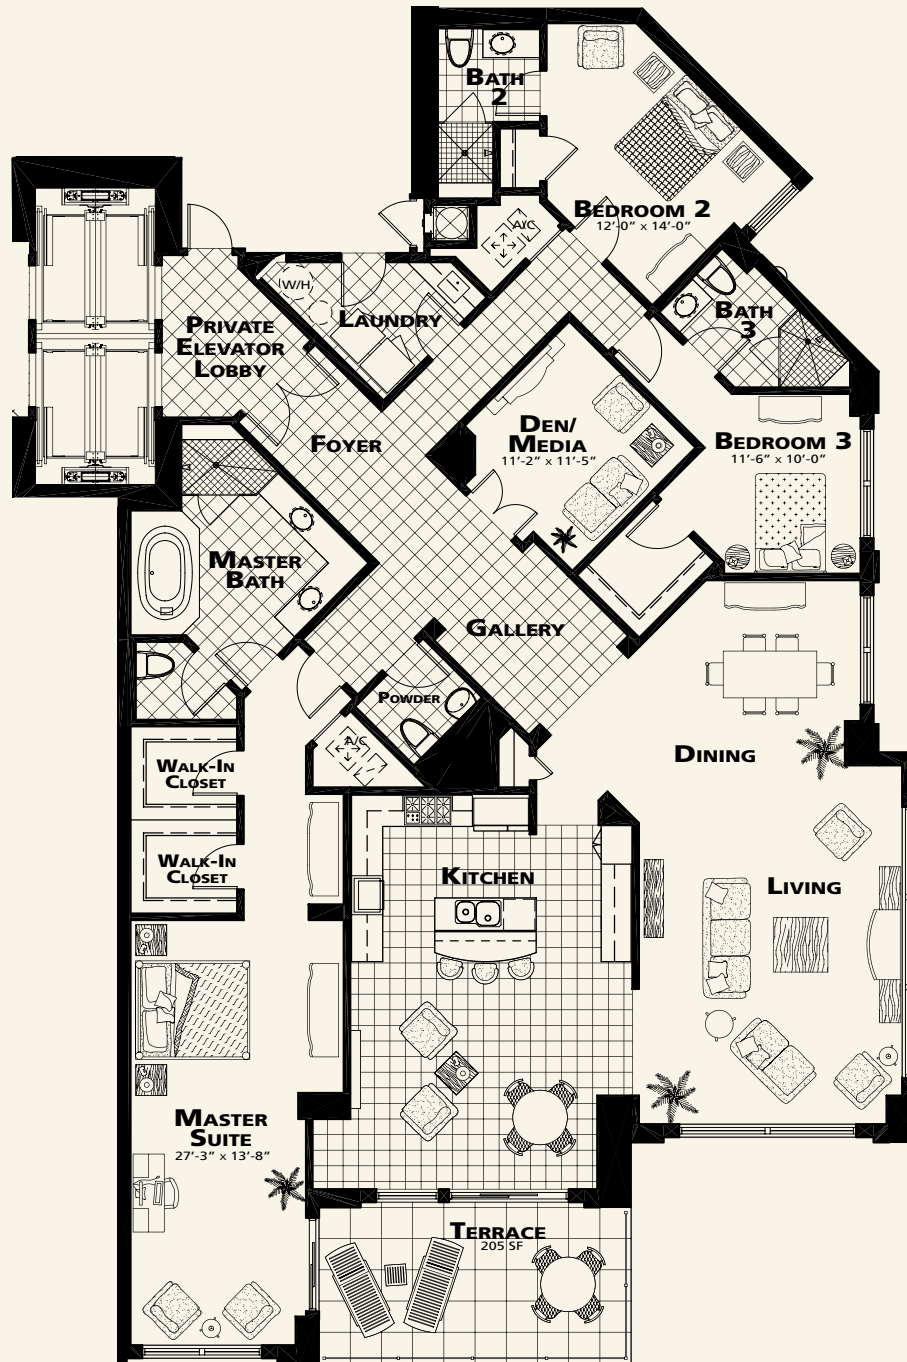 BATH
2
BEDROOM 2
12'-0" x 14'-0"
A/C
W/H
LAUNDRY
BATH
3
PRIVATE
ELEVATOR
LOBBY
FOYER
DEN/
MEDIA
11'-2" x 11'-5"
BEDROOM 3
11'-6" x 10'-0"
MASTER
BATH
GALLERY
POWDER
A/C
DINING
WALK-IN
CLOSET
WALK-IN
CLOSET
KITCHEN
LIVING
MASTER
SUITE
27'-3" x 13'-8"
TERRACE
205 SF